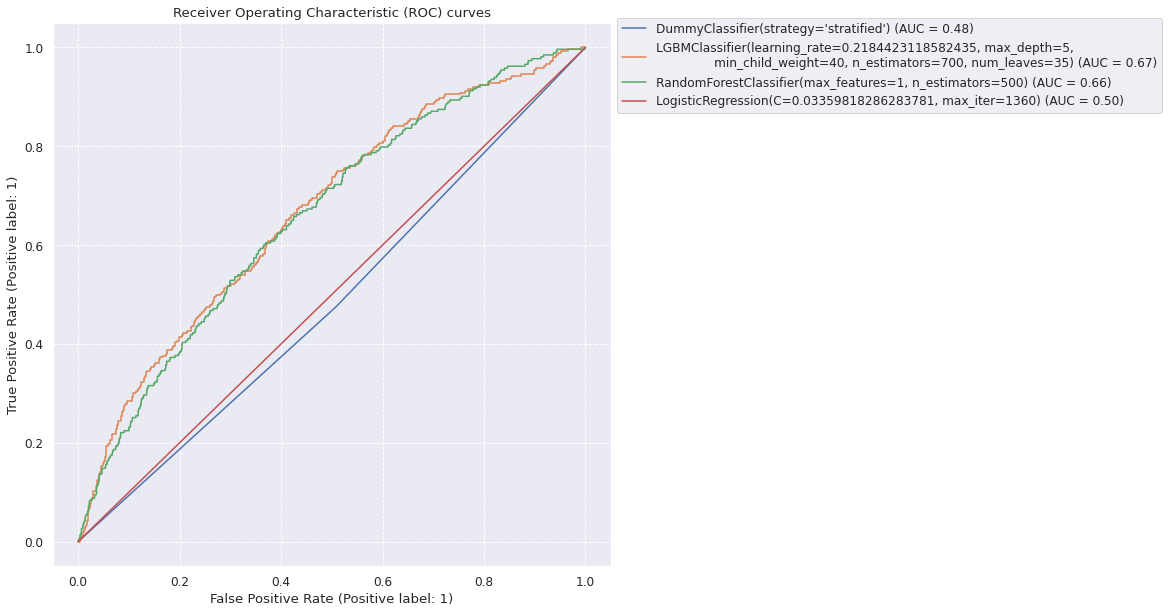 Receiver Operating Characteristic (ROC) curves
DummyClassifier(strategy='stratified') (AUC = 0.48)
LGBMClassifier(learning_rate=0.2184423118582435, max_depth=5,
min_child_weight=40, n_estimators=700, num_leaves=35) (AUC = 0.67)
RandomForestClassifier(max_features=1, n_estimators=500) (AUC = 0.66)
LogisticRegression(C=0.03359818286283781, max_iter=1360) (AUC = 0.50)
True Positive Rate (Positive label: 1)
1.0
0.8
0.6
0.4
0.2
0.0
0.0 0.2 0.4 0.6 0.8 1.0
False Positive Rate (Positive label: 1)